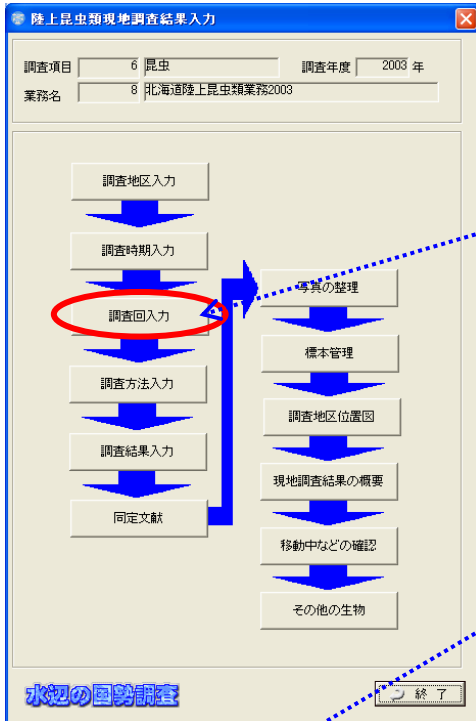 陸上昆虫類現地調査結果入力
調査項目 6 昆虫 調査年度 2003 年
業務名 8 北海道陸上昆虫類業務2003
調査地区入力
調査時期入力
調査回入力
調査方法入力
調査結果入力
同定文献
写真の整理
標本管理
調査地区位置図
現地調査結果の概要
移動中などの確認
その他の生物
水辺の国勢調査
終 了